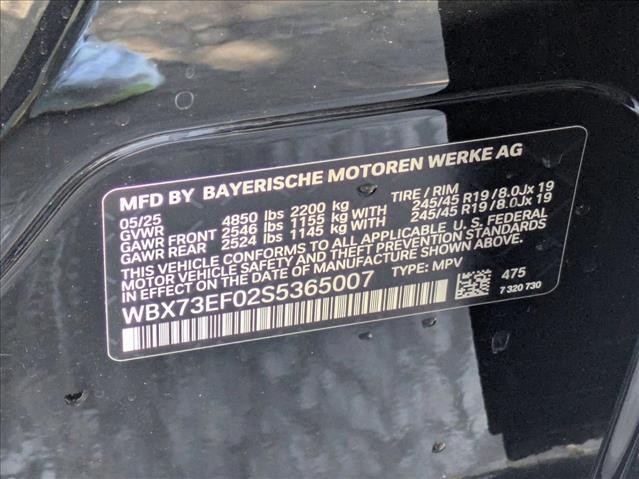 MFD BY BAYERISCHE MOTOREN WERKE AG
05/25 TIRE / RIM
GVWR 4850 lbs 2200 kg
GAWR FRONT 2546 lbs 1155 kg WITH 245/45 R19 / 8.0Jx 19
GAWR REAR 2524 lbs 1145 kg WITH 245/45 R19 / 8.0Jx 19
THIS VEHICLE CONFORMS TO ALL APPLICABLE U. S. FEDERAL
MOTOR VEHICLE SAFETY AND THEFT PREVENTION STANDARDS
IN EFFECT ON THE DATE OF MANUFACTURE SHOWN ABOVE.
WBX73EF02S5365007 TYPE: MPV 475
7 320 730